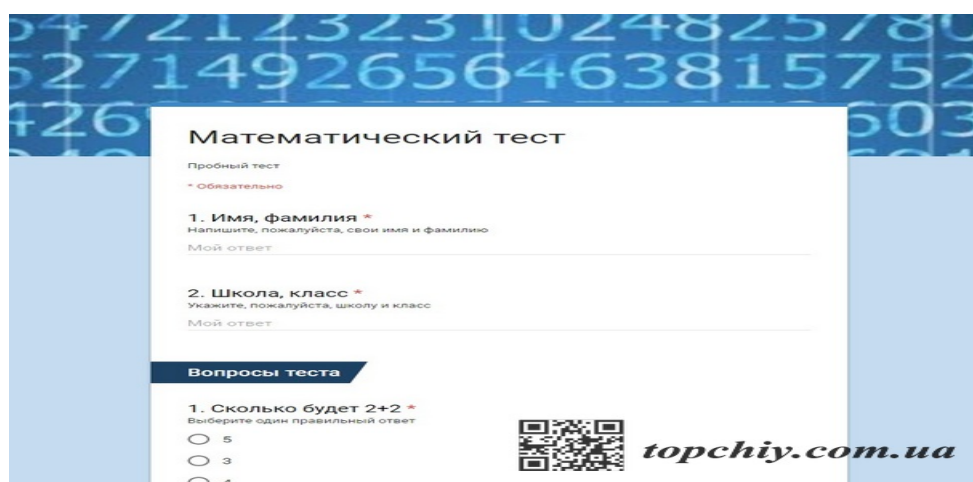 5271492656463815752
Математический тест
Пробный тест
* Обязательно
1. Имя, фамилия *
Напишите, пожалуйста, свои имя и фамилию
Мой ответ
2. Школа, класс *
Укажите, пожалуйста, школу и класс
Мой ответ
Вопросы теста
1. Сколько будет 2+2 *
Выберите один правильный ответ
5
3
topchiy.com.ua